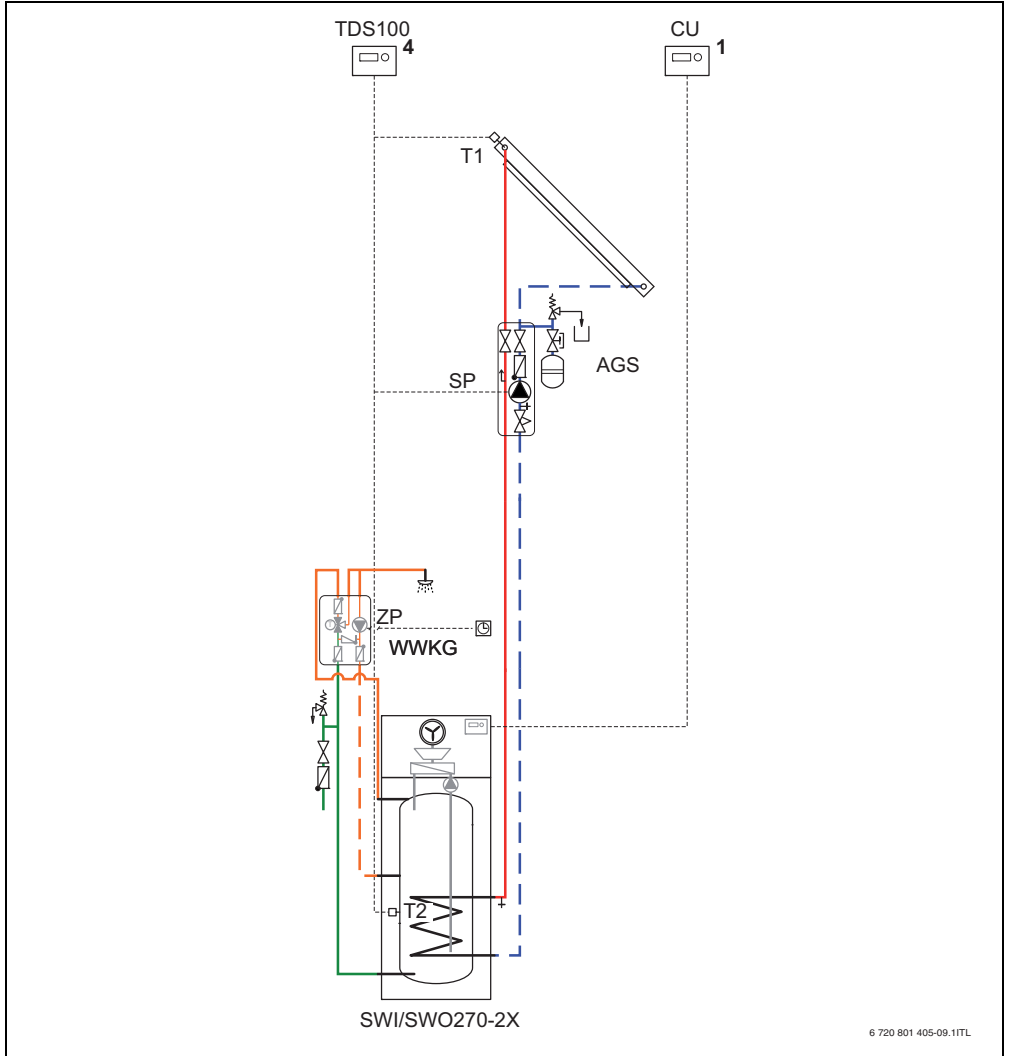 TDS100
4
CU
1
T1
AGS
SP
ZP
WWKG
T2
SWI/SWO270-2X
6 720 801 405-09.1ITL